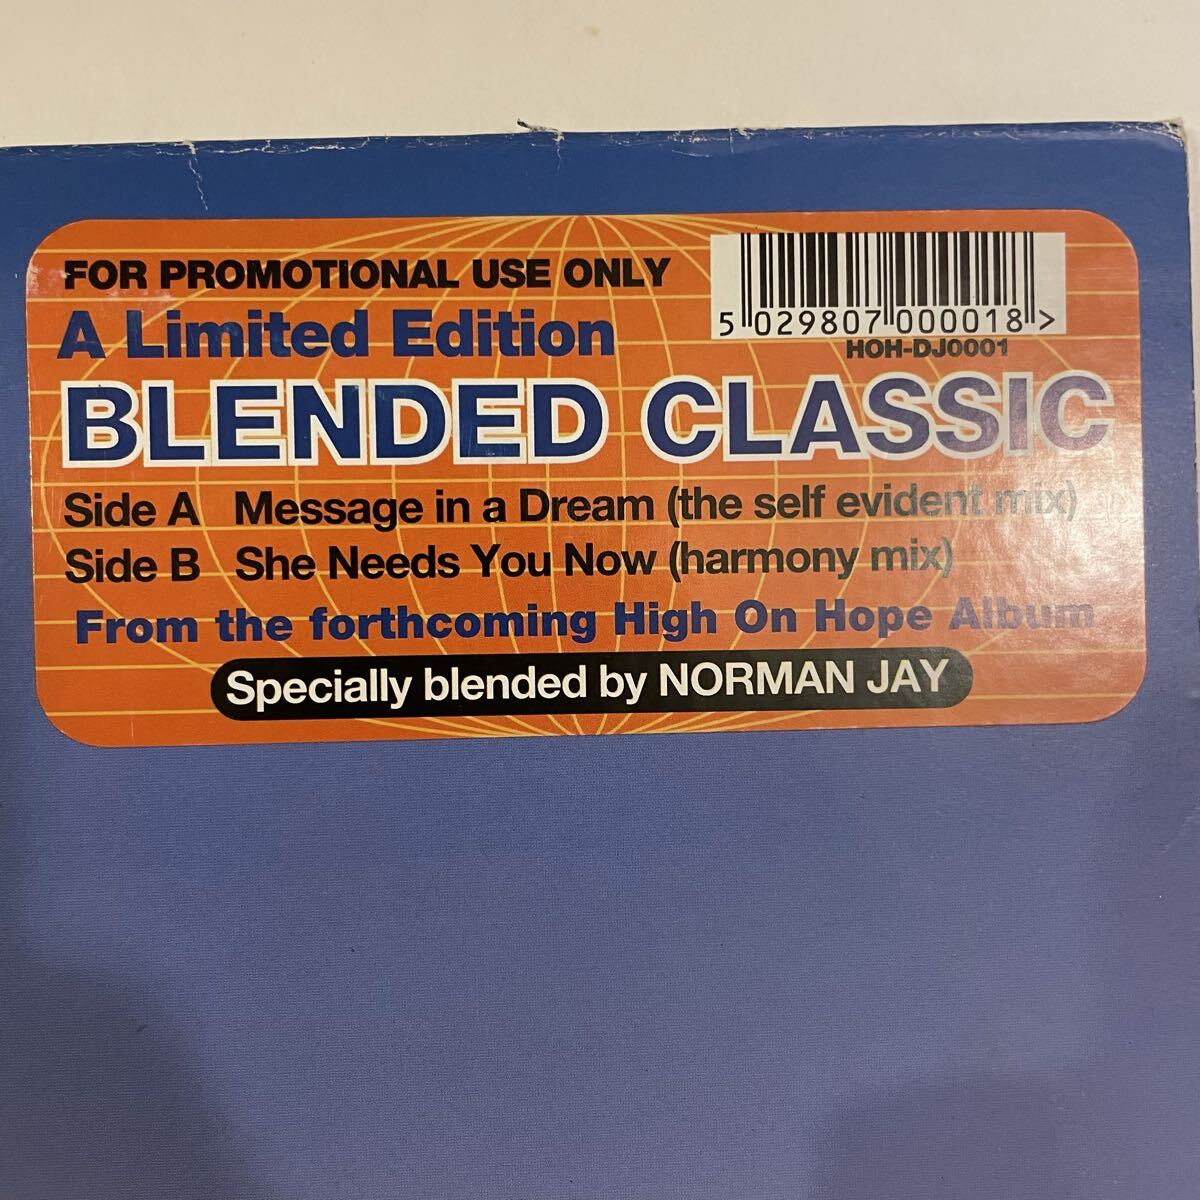 FOR PROMOTIONAL USE ONLY
A Limited Edition
5 029807 000018 >
HOH-DJ0001
BLENDED CLASSIC
Side A Message in a Dream (the self evident mix)
Side B She Needs You Now (harmony mix)
From the forthcoming High On Hope Album
Specially blended by NORMAN JAY